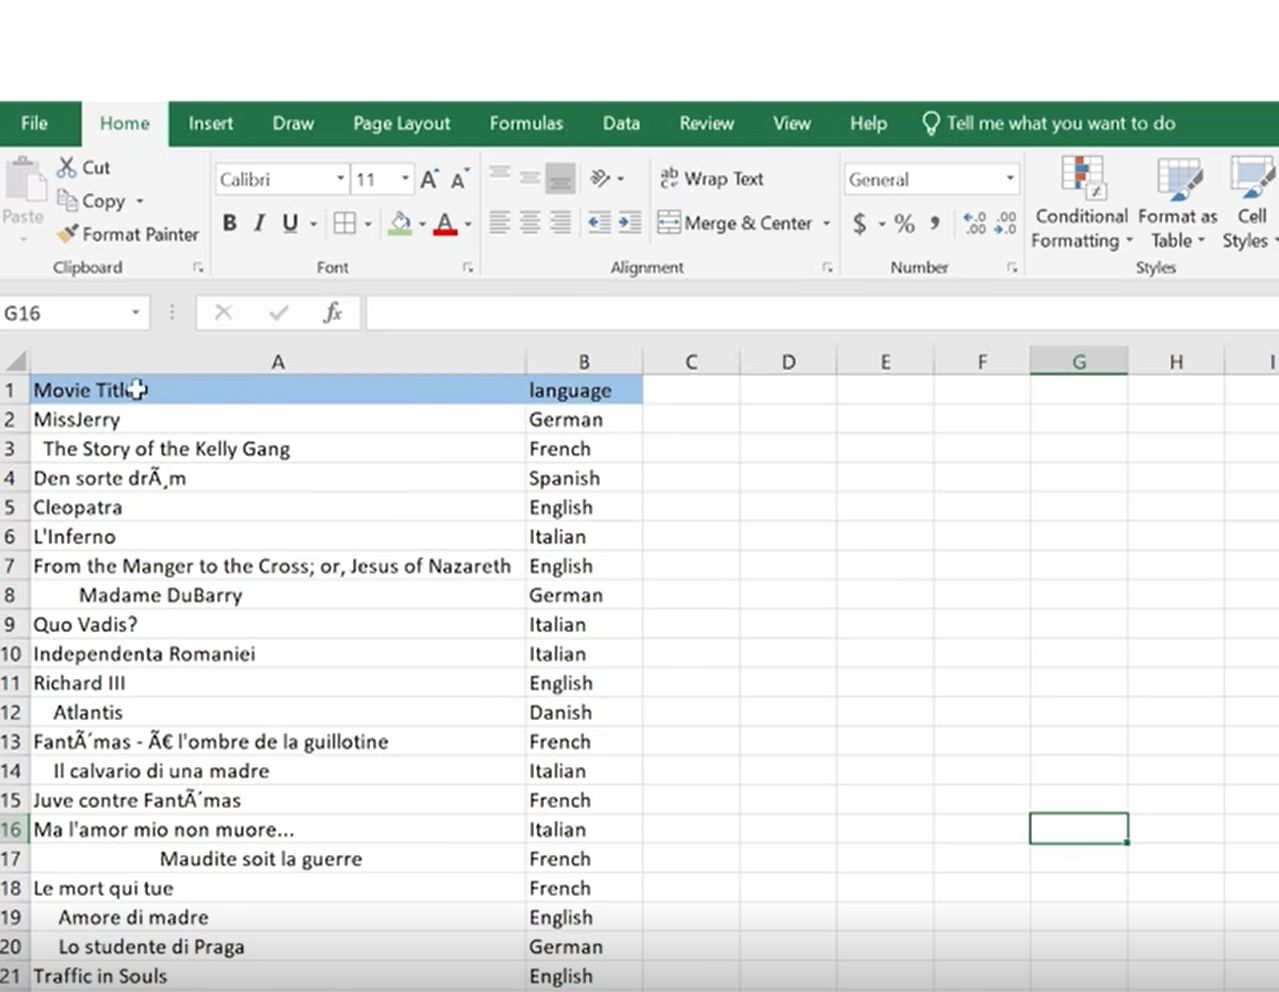 File Home Insert Draw Page Layout Formulas Data Review View Help Tell me what you want to do
Cut
Copy
Format Painter
Paste
Clipboard
Calibri 11 A A
B I U A
Font
ab Wrap Text
Merge & Center
Alignment
General
$ % , .0 .00 .00 .0
Number
Conditional Formatting
Format as Table
Cell Styles
Styles
G16 fx
A B C D E F G H I
1 Movie Title language
2 MissJerry German
3 The Story of the Kelly Gang French
4 Den sorte drÃ¸m Spanish
5 Cleopatra English
6 L'Inferno Italian
7 From the Manger to the Cross; or, Jesus of Nazareth English
8 Madame DuBarry German
9 Quo Vadis? Italian
10 Independenta Romaniei Italian
11 Richard III English
12 Atlantis Danish
13 FantÃ´mas - Ã€ l'ombre de la guillotine French
14 Il calvario di una madre Italian
15 Juve contre FantÃ´mas French
16 Ma l'amor mio non muore... Italian
17 Maudite soit la guerre French
18 Le mort qui tue French
19 Amore di madre English
20 Lo studente di Praga German
21 Traffic in Souls English